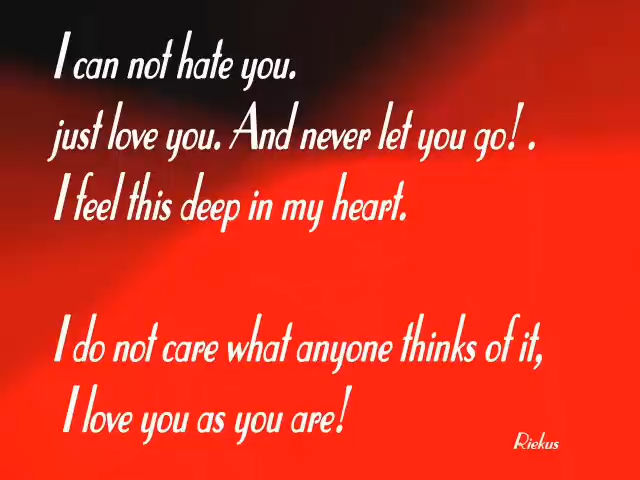 I can not hate you.
just love you. And never let you go! .
I feel this deep in my heart.
I do not care what anyone thinks of it,
I love you as you are!
Riekus